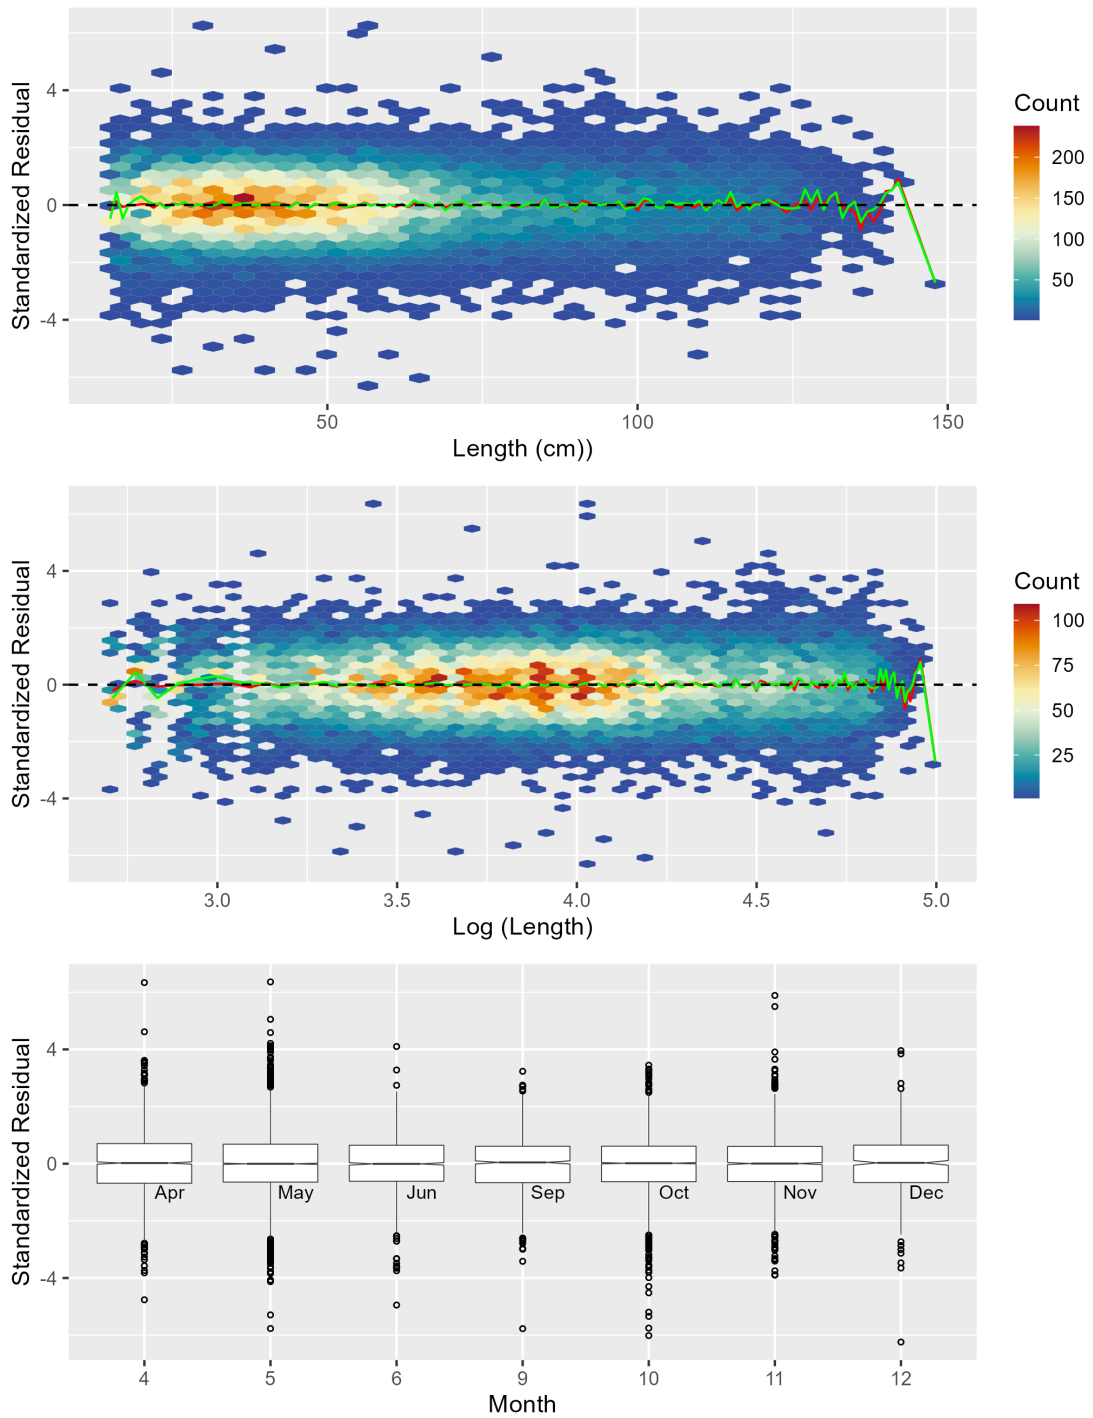 Standardized Residual
4
0
-4
50
100
150
Length (cm))
Count
200
150
100
50
Standardized Residual
4
0
-4
3.0
3.5
4.0
4.5
5.0
Log (Length)
Count
100
75
50
25
Standardized Residual
4
0
-4
Apr
May
Jun
Sep
Oct
Nov
Dec
4
5
6
9
10
11
12
Month